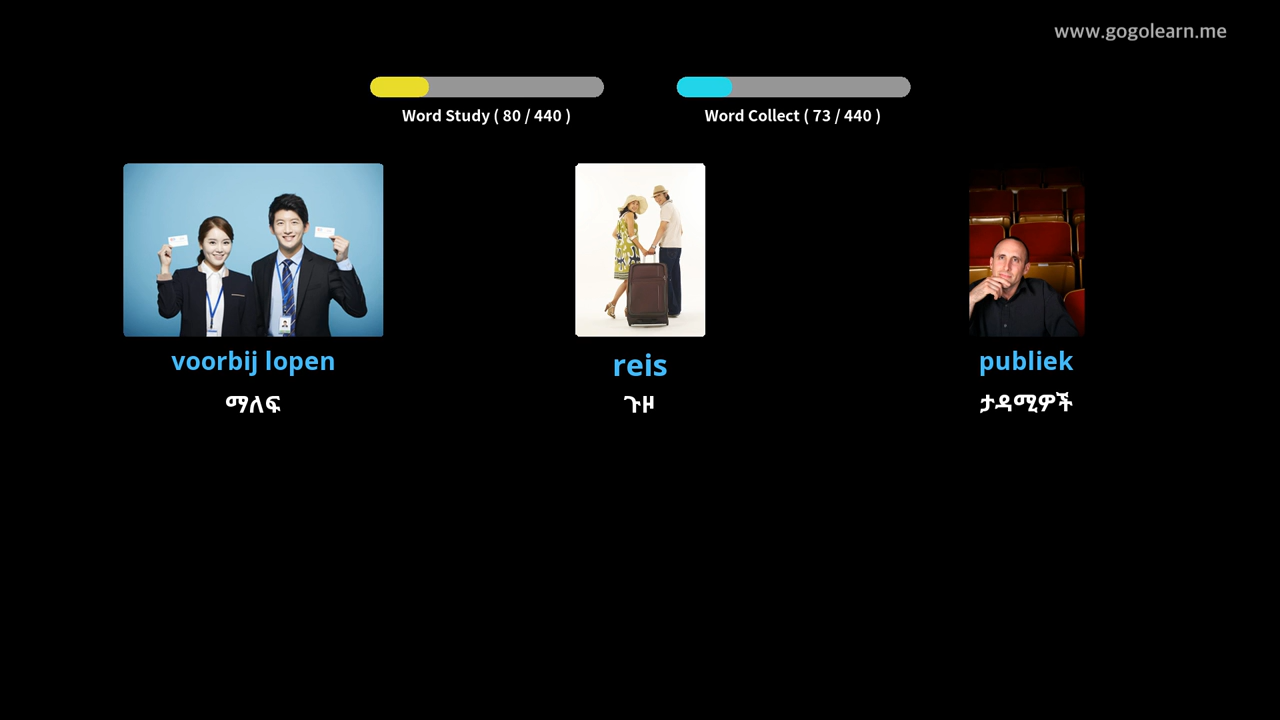 www.gogolearn.me
Word Study ( 80 / 440 )
Word Collect ( 73 / 440 )
voorbij lopen
ማለፍ
reis
ጉዞ
publiek
ታዳሚዎች